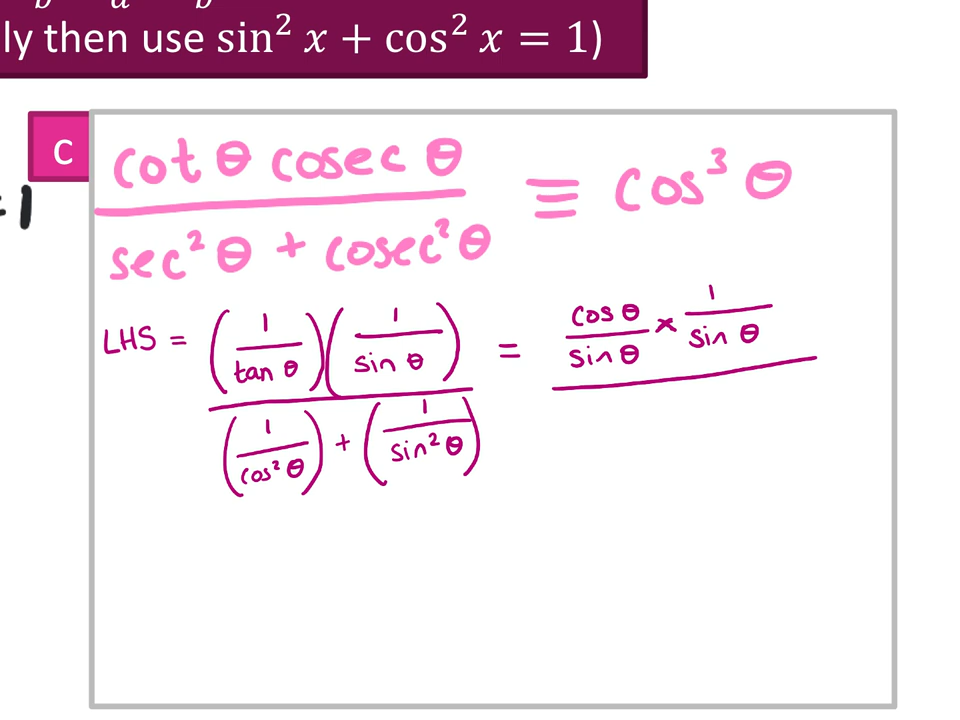 ly then use sin² x + cos² x = 1)
c
cot θ cosec θ / sec² θ + cosec² θ ≡ cos³ θ
= 1
LHS = (1 / tan θ)(1 / sin θ) / (1 / cos² θ) + (1 / sin² θ) = cos θ / sin θ × 1 / sin θ